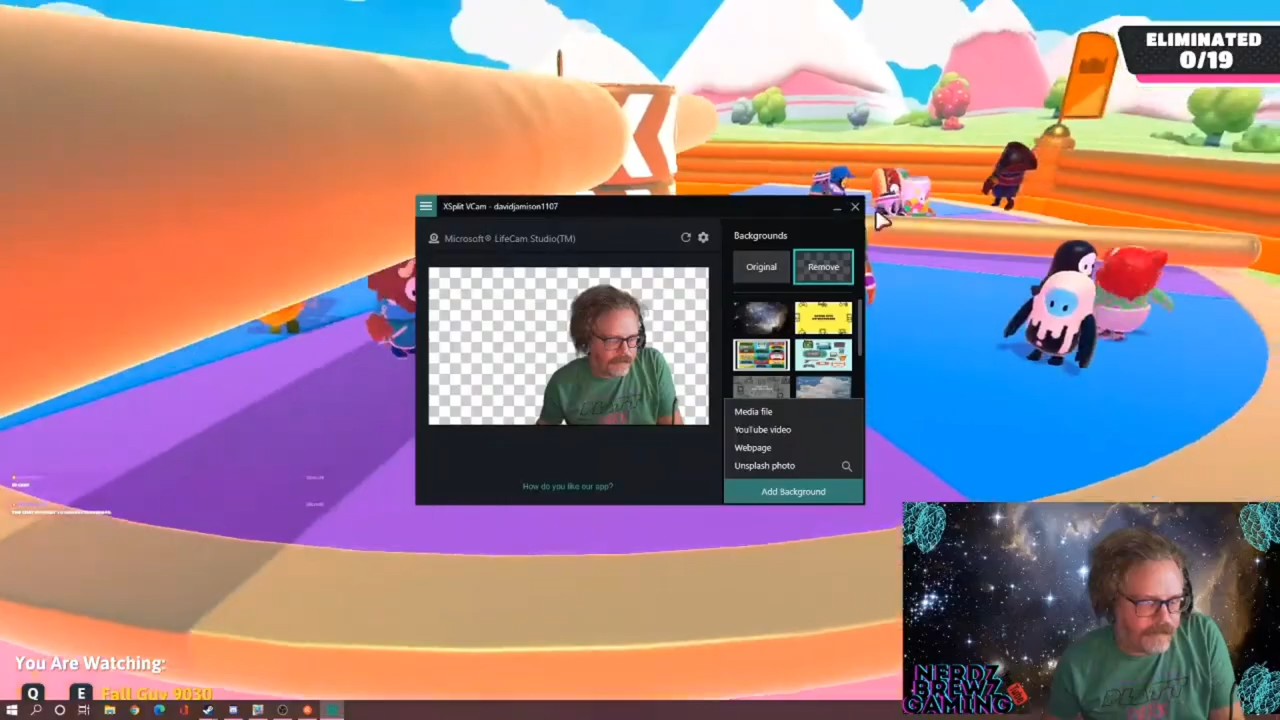 ELIMINATED
0/19
XSplit VCam - davidjamison1107
Microsoft® LifeCam Studio(TM)
Backgrounds
Original
Remove
Media file
YouTube video
Webpage
Unsplash photo
Add Background
How do you like our app?
You Are Watching:
Q
E
Fall Guy 9030
NERDZ
BREWZ
GAMING